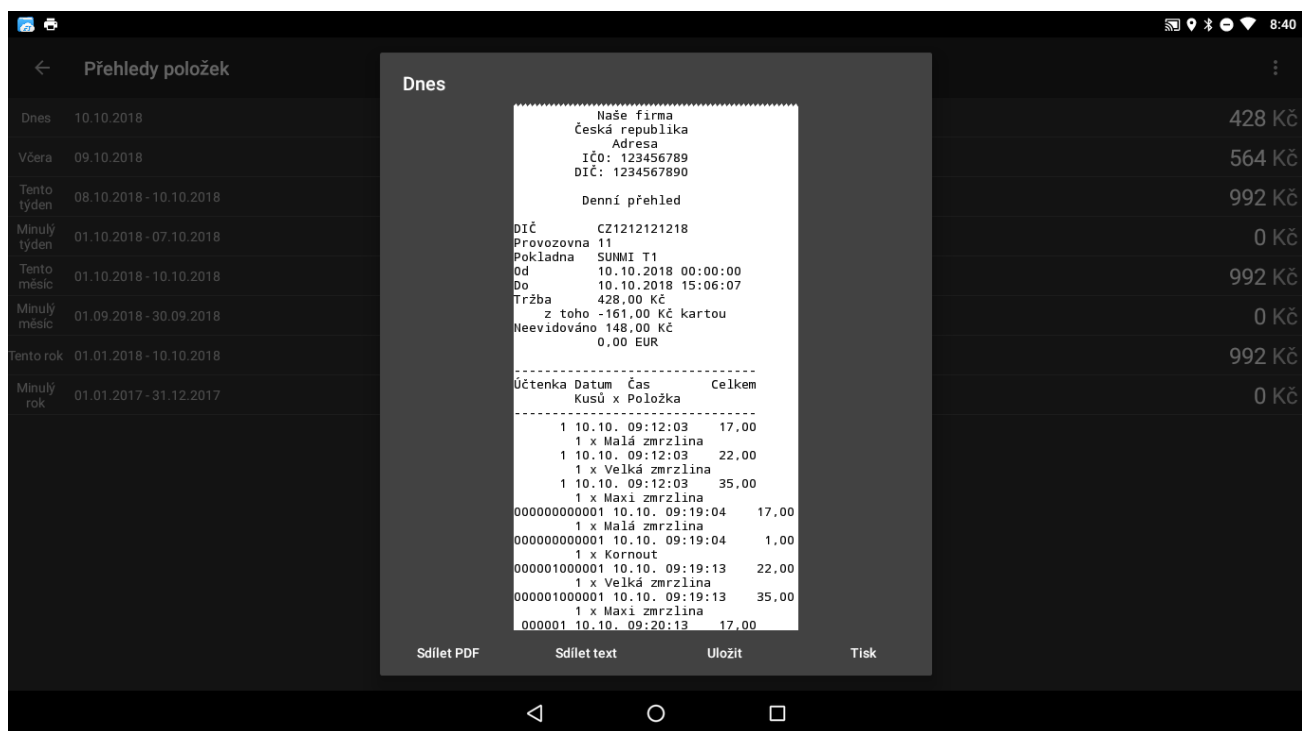 8:40
Přehledy položek
Dnes 10.10.2018 428 Kč
Včera 09.10.2018 564 Kč
Tento týden 08.10.2018 - 10.10.2018 992 Kč
Minulý týden 01.10.2018 - 07.10.2018 0 Kč
Tento měsíc 01.10.2018 - 10.10.2018 992 Kč
Minulý měsíc 01.09.2018 - 30.09.2018 0 Kč
Tento rok 01.01.2018 - 10.10.2018 992 Kč
Minulý rok 01.01.2017 - 31.12.2017 0 Kč
Dnes
Naše firma
Česká republika
Adresa
IČO: 123456789
DIČ: 1234567890
Denní přehled
DIČ CZ1212121218
Provozovna 11
Pokladna SUNMI T1
Od 10.10.2018 00:00:00
Do 10.10.2018 15:06:07
Tržba 428,00 Kč
z toho -161,00 Kč kartou
Neevidováno 148,00 Kč
0,00 EUR
--------------------------------
Účtenka Datum Čas Celkem
Kusů x Položka
--------------------------------
1 10.10. 09:12:03 17,00
1 x Malá zmrzlina
1 10.10. 09:12:03 22,00
1 x Velká zmrzlina
1 10.10. 09:12:03 35,00
1 x Maxi zmrzlina
000000000001 10.10. 09:19:04 17,00
1 x Malá zmrzlina
000000000001 10.10. 09:19:04 1,00
1 x Kornout
000001000001 10.10. 09:19:13 22,00
1 x Velká zmrzlina
000001000001 10.10. 09:19:13 35,00
1 x Maxi zmrzlina
000001 10.10. 09:20:13 17,00
Sdílet PDF Sdílet text Uložit Tisk